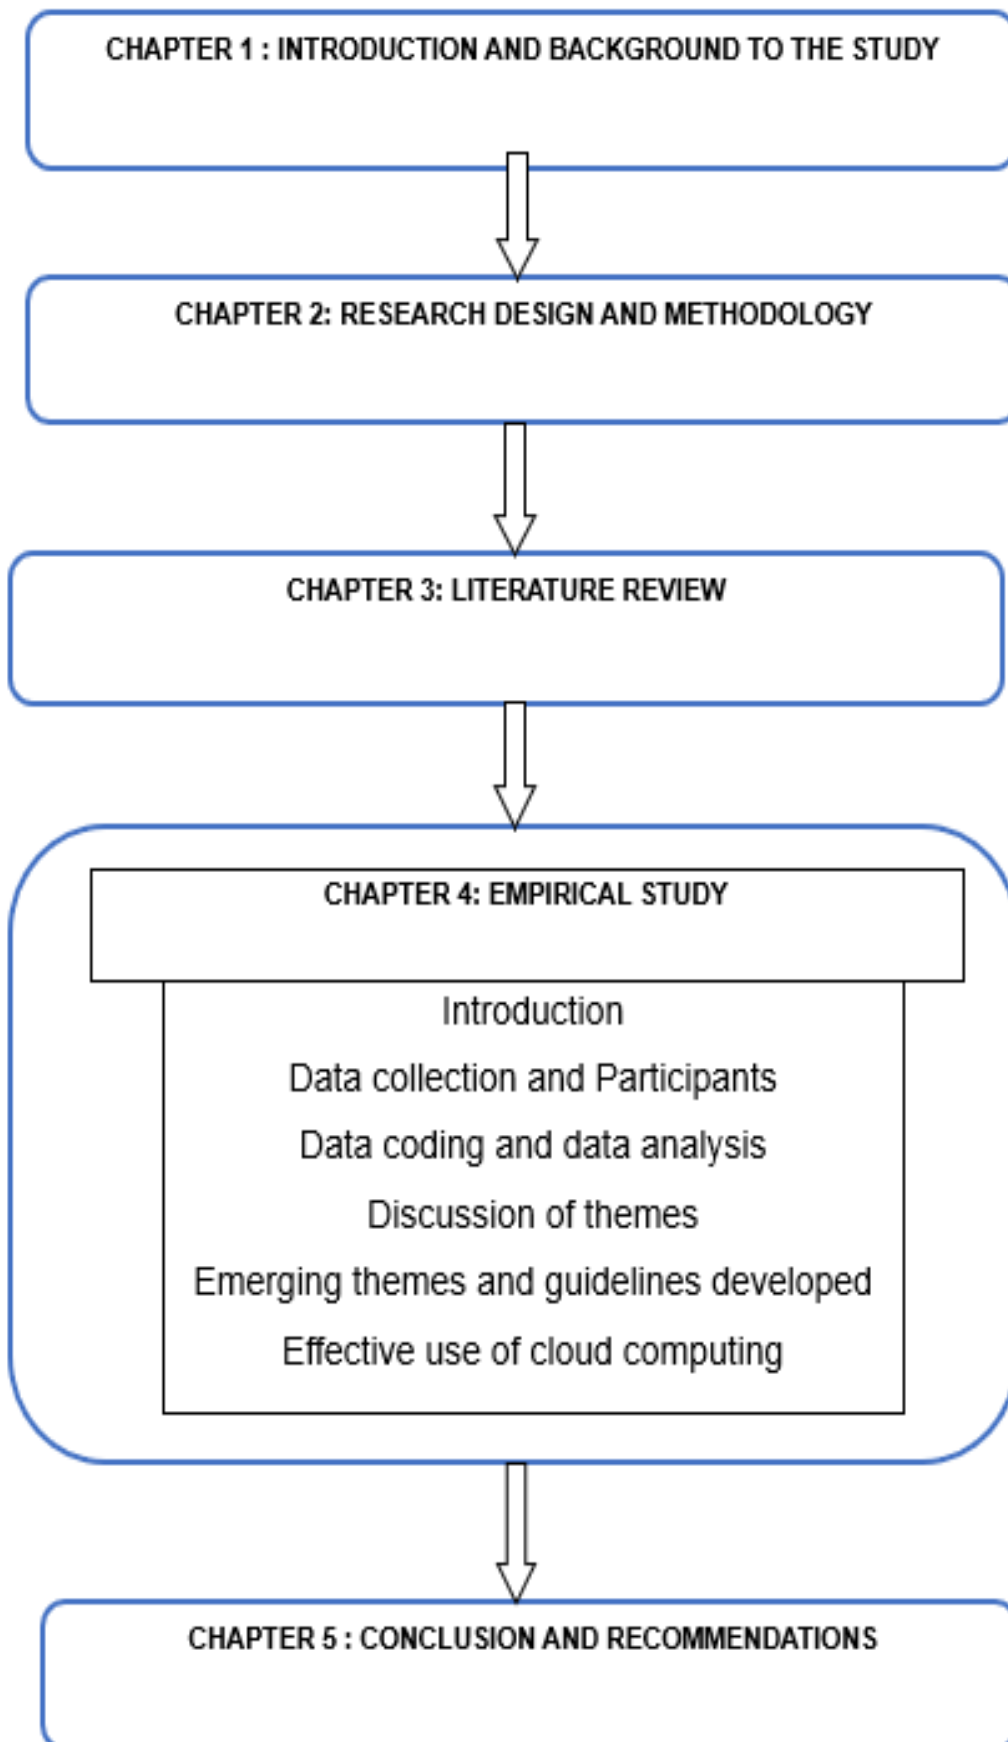 CHAPTER 1 : INTRODUCTION AND BACKGROUND TO THE STUDY
CHAPTER 2: RESEARCH DESIGN AND METHODOLOGY
CHAPTER 3: LITERATURE REVIEW
CHAPTER 4: EMPIRICAL STUDY
Introduction
Data collection and Participants
Data coding and data analysis
Discussion of themes
Emerging themes and guidelines developed
Effective use of cloud computing
CHAPTER 5 : CONCLUSION AND RECOMMENDATIONS